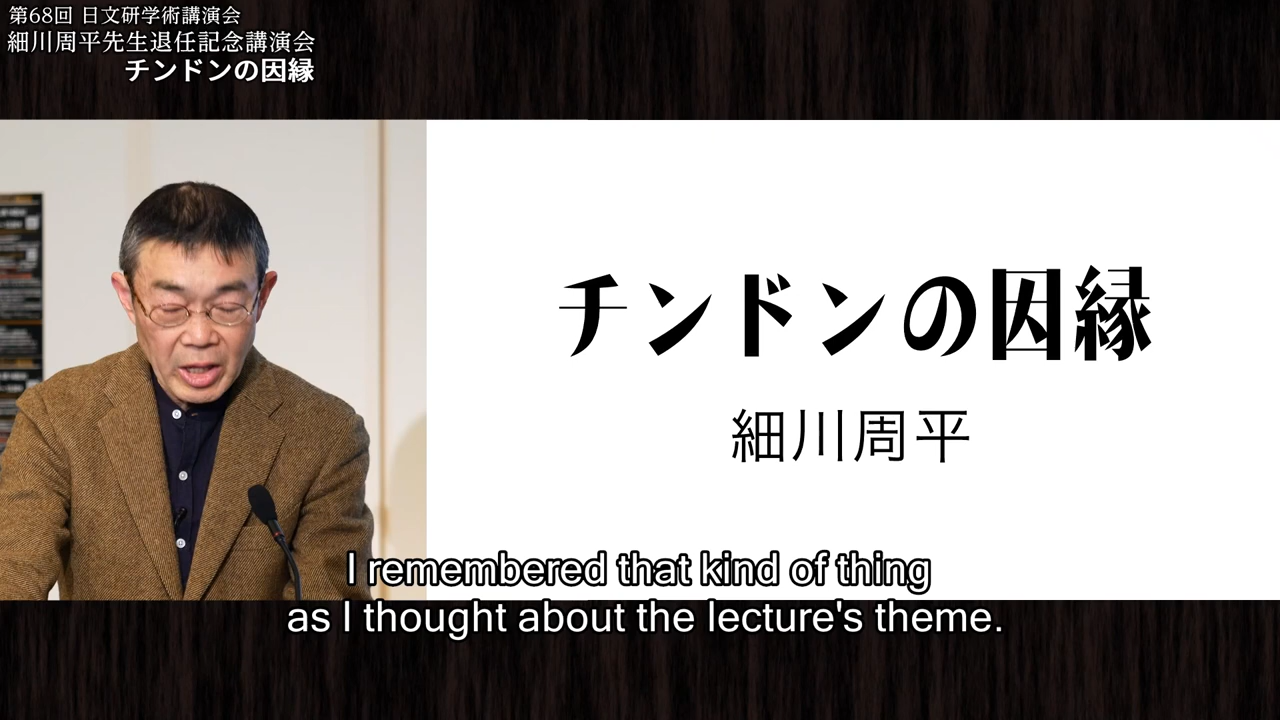 第68回 日文研学術講演会
細川周平先生退任記念講演会
チンドンの因縁
チンドンの因縁
細川周平
I remembered that kind of thing
as I thought about the lecture's theme.